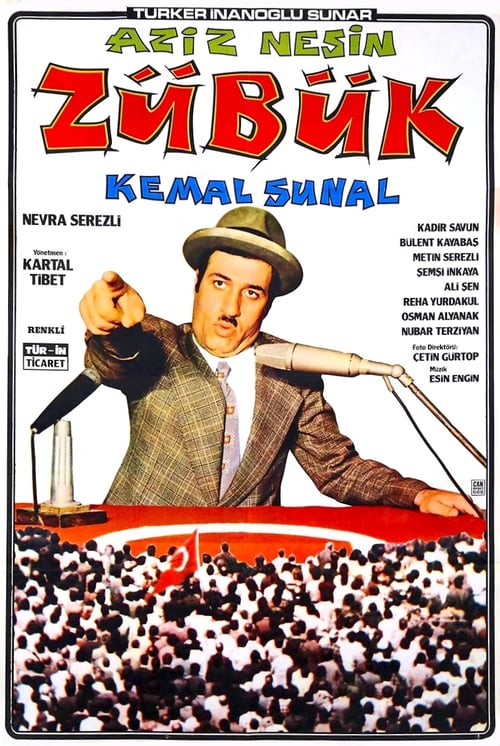 TÜRKER İNANOĞLU SUNAR
AZİZ NESİN
ZÜBÜK
KEMAL SUNAL
NEVRA SEREZLİ
Yönetmen :
KARTAL
TİBET
RENKLİ
TÜR-İN
TİCARET
KADİR SAVUN
BÜLENT KAYABAŞ
METİN SEREZLİ
ŞEMSİ İNKAYA
ALİ ŞEN
REHA YURDAKUL
OSMAN ALYANAK
NUBAR TERZİYAN
Foto Direktörü:
ÇETİN GÜRTOP
Müzik
ESİN ENGİN
CAN